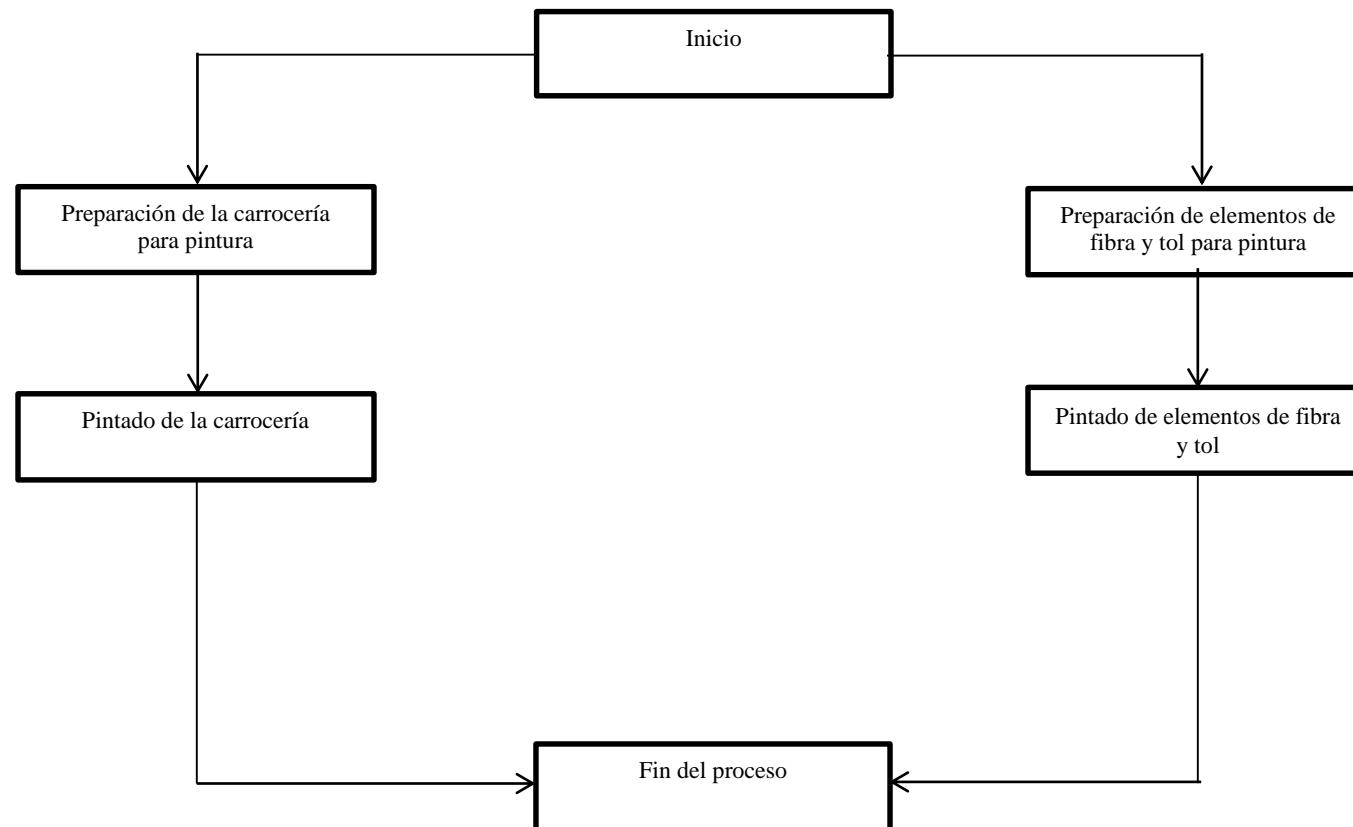 Inicio
Preparación de la carrocería
para pintura
Preparación de elementos de
fibra y tol para pintura
Pintado de la carrocería
Pintado de elementos de fibra
y tol
Fin del proceso